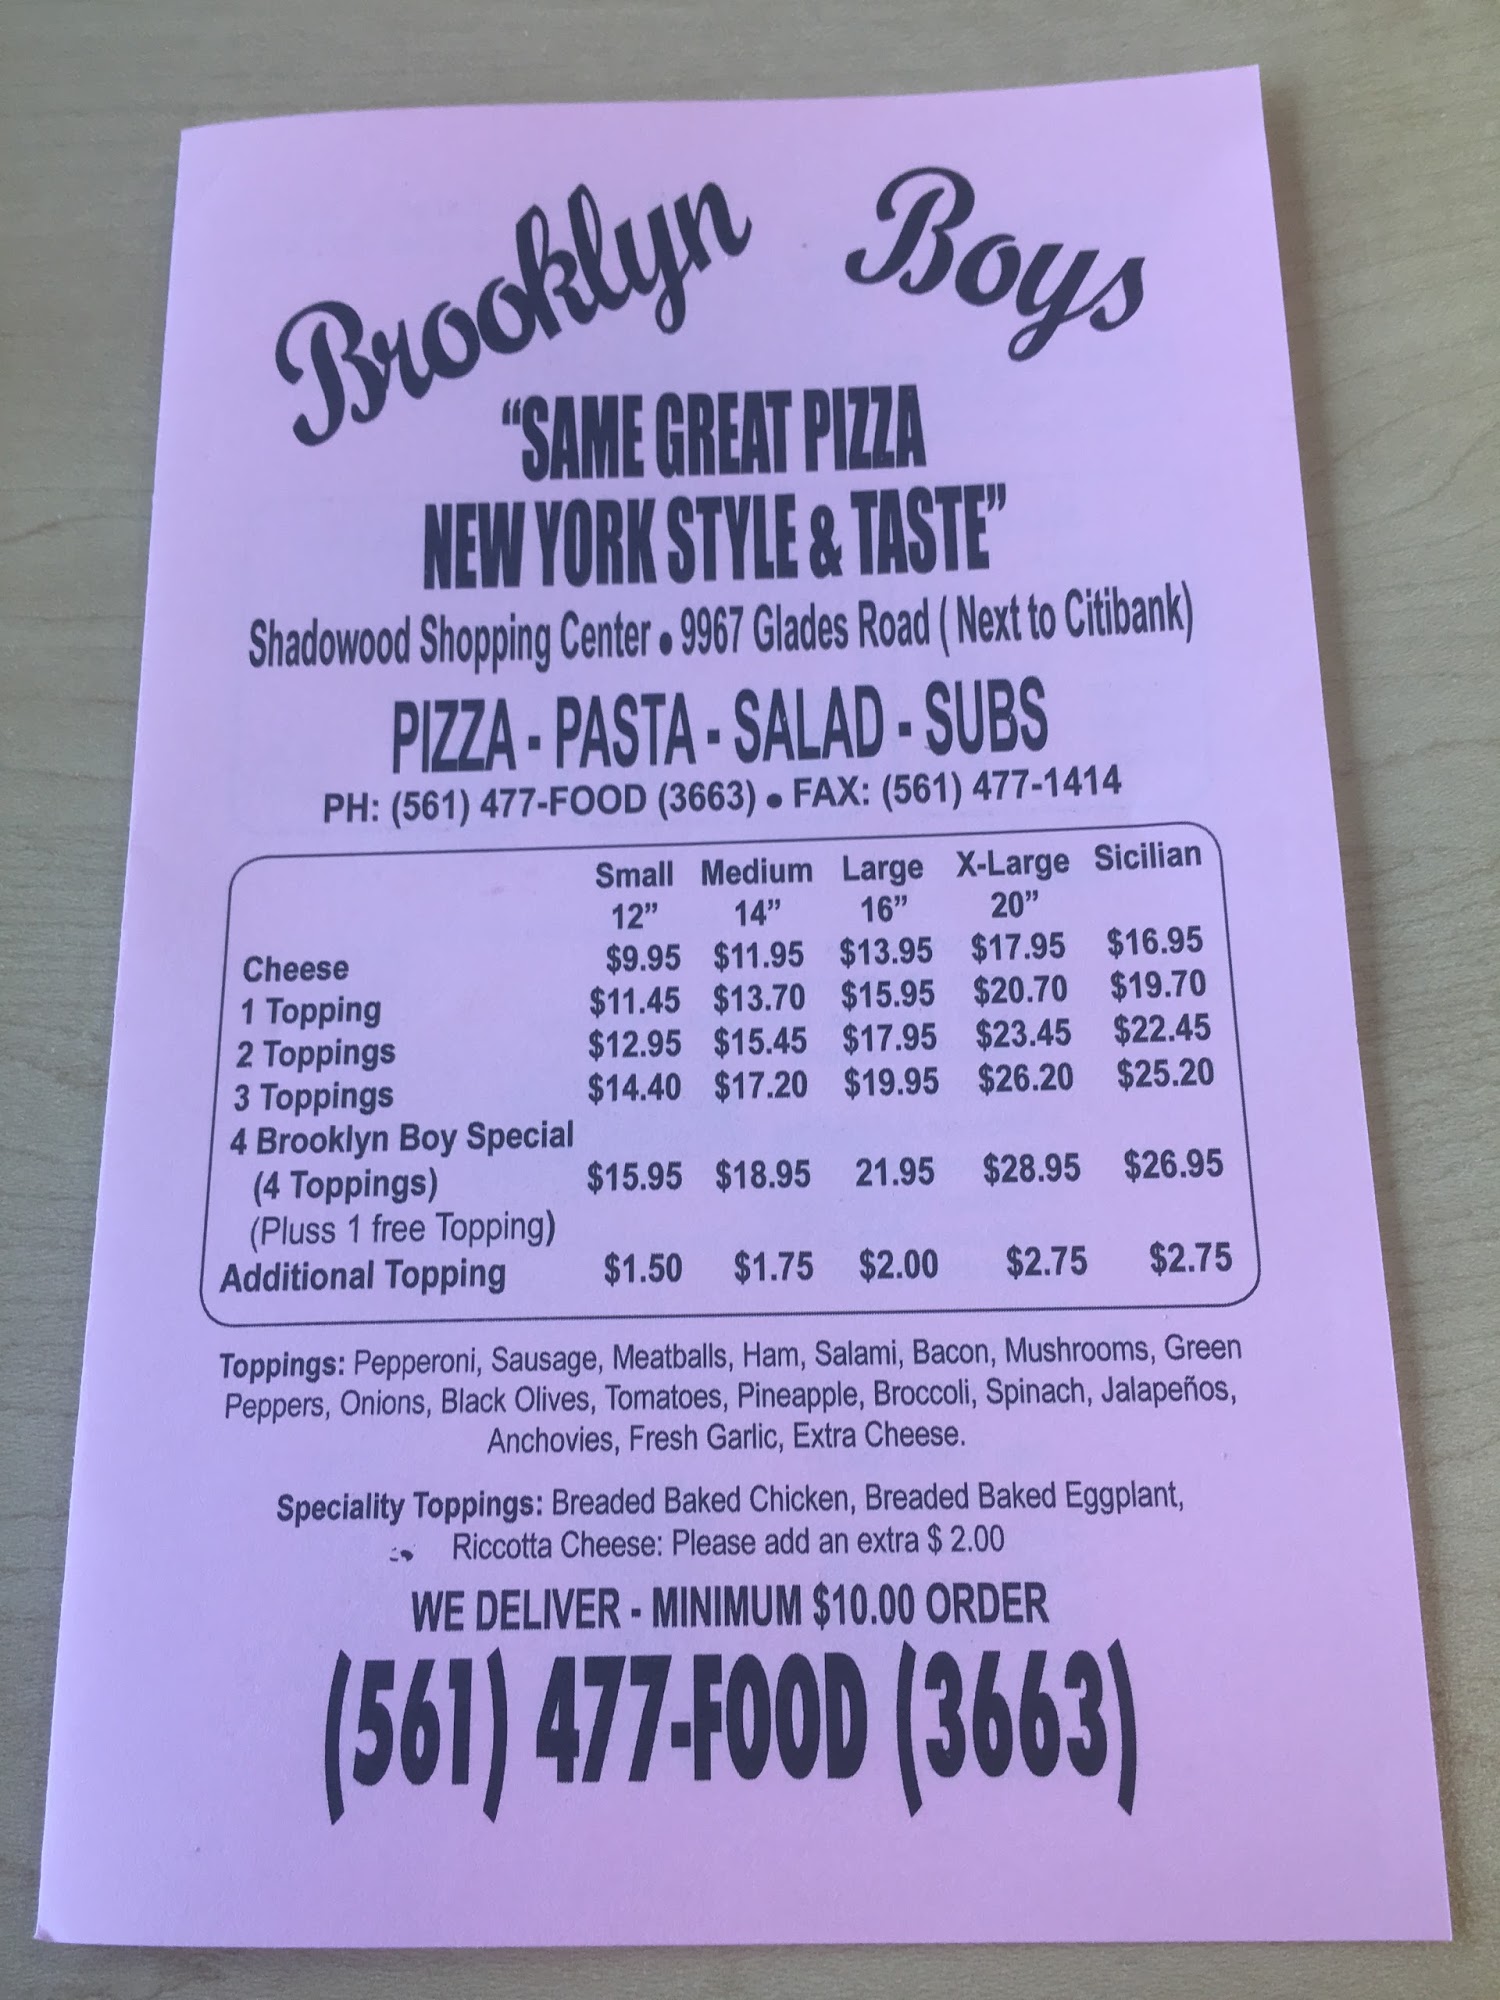 Brooklyn Boys
“SAME GREAT PIZZA
NEW YORK STYLE & TASTE”
Shadowood Shopping Center • 9967 Glades Road ( Next to Citibank)
PIZZA - PASTA - SALAD - SUBS
PH: (561) 477-FOOD (3663) • FAX: (561) 477-1414
Small Medium Large X-Large Sicilian
12” 14” 16” 20”
Cheese $9.95 $11.95 $13.95 $17.95 $16.95
1 Topping $11.45 $13.70 $15.95 $20.70 $19.70
2 Toppings $12.95 $15.45 $17.95 $23.45 $22.45
3 Toppings $14.40 $17.20 $19.95 $26.20 $25.20
4 Brooklyn Boy Special
(4 Toppings) $15.95 $18.95 21.95 $28.95 $26.95
(Pluss 1 free Topping)
Additional Topping $1.50 $1.75 $2.00 $2.75 $2.75
Toppings: Pepperoni, Sausage, Meatballs, Ham, Salami, Bacon, Mushrooms, Green
Peppers, Onions, Black Olives, Tomatoes, Pineapple, Broccoli, Spinach, Jalapeños,
Anchovies, Fresh Garlic, Extra Cheese.
Speciality Toppings: Breaded Baked Chicken, Breaded Baked Eggplant,
Riccotta Cheese: Please add an extra $ 2.00
WE DELIVER - MINIMUM $10.00 ORDER
(561) 477-FOOD (3663)